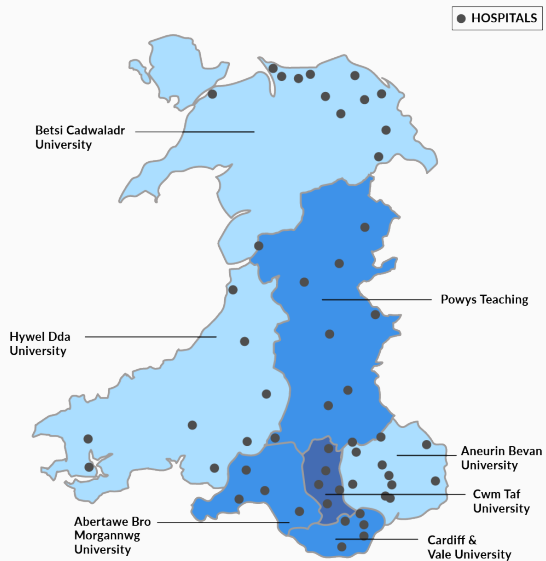 HOSPITALS
Betsi Cadwaladr
University
Powys Teaching
Hywel Dda
University
Aneurin Bevan
University
Cwm Taf
University
Abertawe Bro
Morgannwg
University
Cardiff &
Vale University